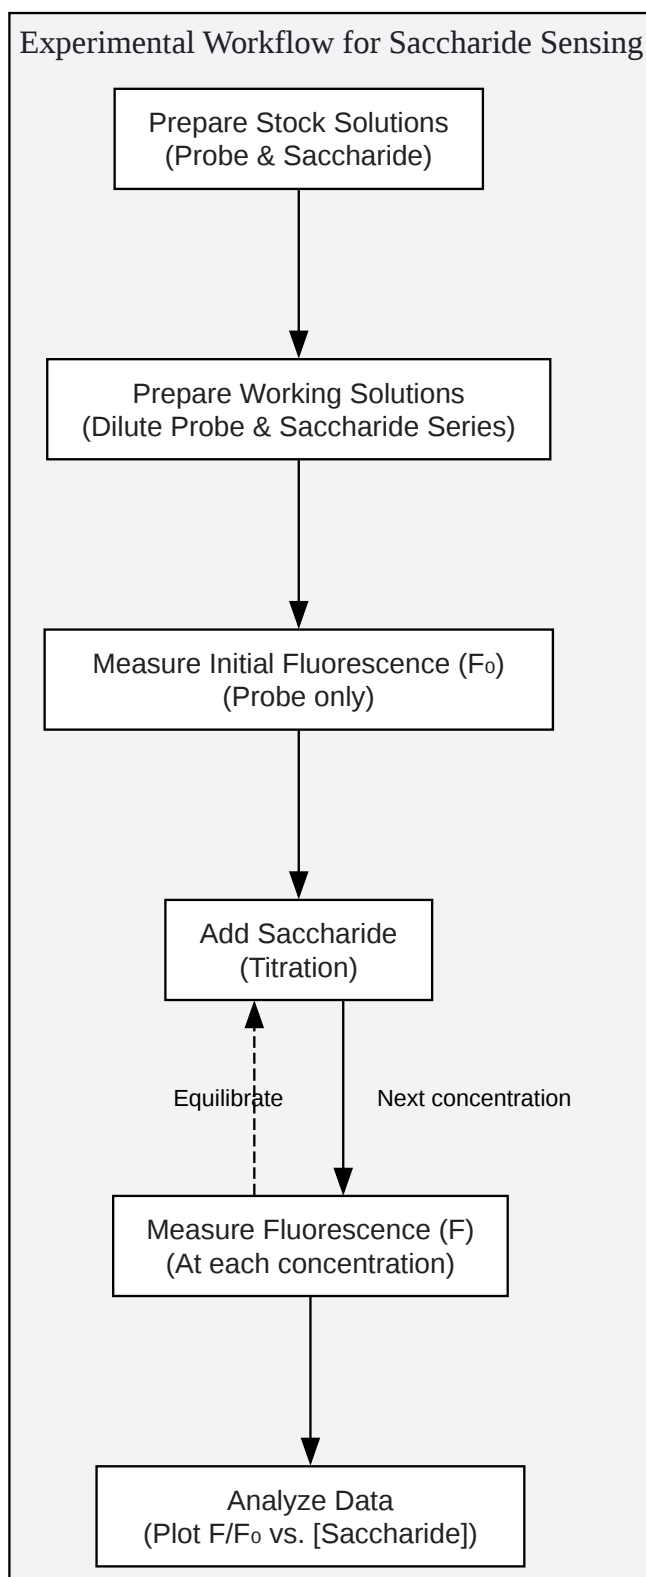 Experimental Workflow for Saccharide Sensing
Prepare Stock Solutions
(Probe & Saccharide)
Prepare Working Solutions
(Dilute Probe & Saccharide Series)
Measure Initial Fluorescence (F₀)
(Probe only)
Add Saccharide
(Titration)
Equilibrate
Next concentration
Measure Fluorescence (F)
(At each concentration)
Analyze Data
(Plot F/F₀ vs. [Saccharide])